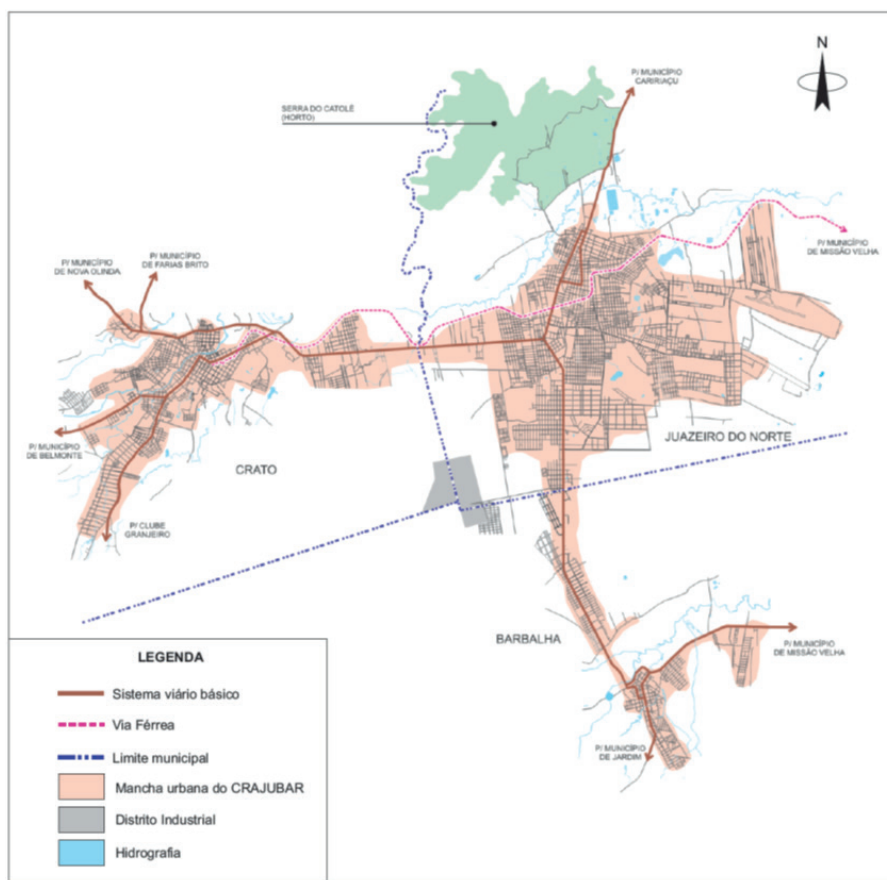 N
P/ MUNICÍPIO
CARIRIAÇU
SERRA DO CATOLÉ
(HORTO)
P/ MUNICÍPIO
DE MISSÃO VELHA
P/ MUNICÍPIO
DE NOVA OLINDA
P/ MUNICÍPIO
DE FARIAS BRITO
P/ MUNICÍPIO
DE BELMONTE
CRATO
JUAZEIRO DO NORTE
P/ CLUBE
GRANJEIRO
BARBALHA
P/ MUNICÍPIO
DE MISSÃO VELHA
P/ MUNICÍPIO
DE JARDIM
LEGENDA
Sistema viário básico
Via Férrea
Limite municipal
Mancha urbana do CRAJUBAR
Distrito Industrial
Hidrografia